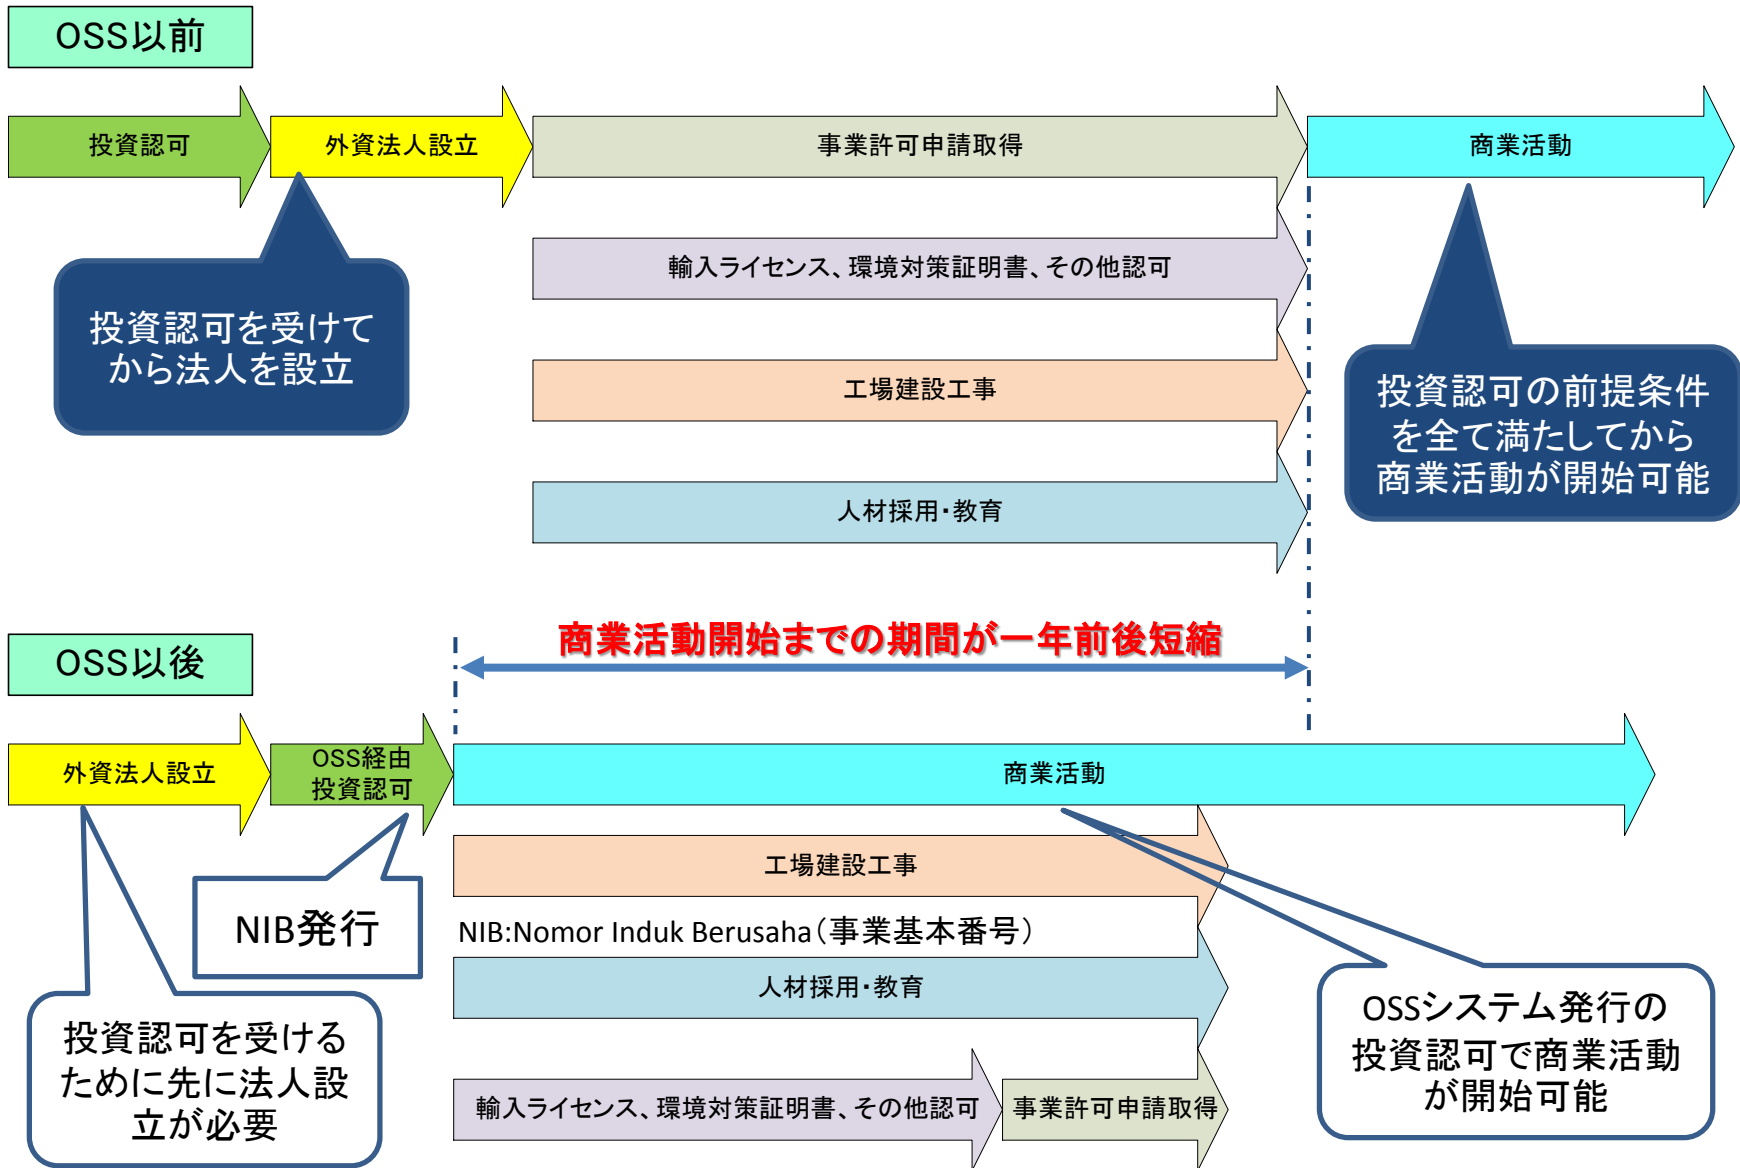 OSS以前
投資認可
外資法人設立
事業許可申請取得
商業活動
輸入ライセンス、環境対策証明書、その他認可
投資認可を受けて
から法人を設立
工場建設工事
投資認可の前提条件
を全て満たしてから
商業活動が開始可能
人材採用・教育
OSS以後
商業活動開始までの期間が一年前後短縮
外資法人設立
OSS経由
投資認可
商業活動
工場建設工事
NIB発行
NIB:Nomor Induk Berusaha（事業基本番号）
人材採用・教育
投資認可を受ける
ために先に法人設
立が必要
OSSシステム発行の
投資認可で商業活動
が開始可能
輸入ライセンス、環境対策証明書、その他認可
事業許可申請取得